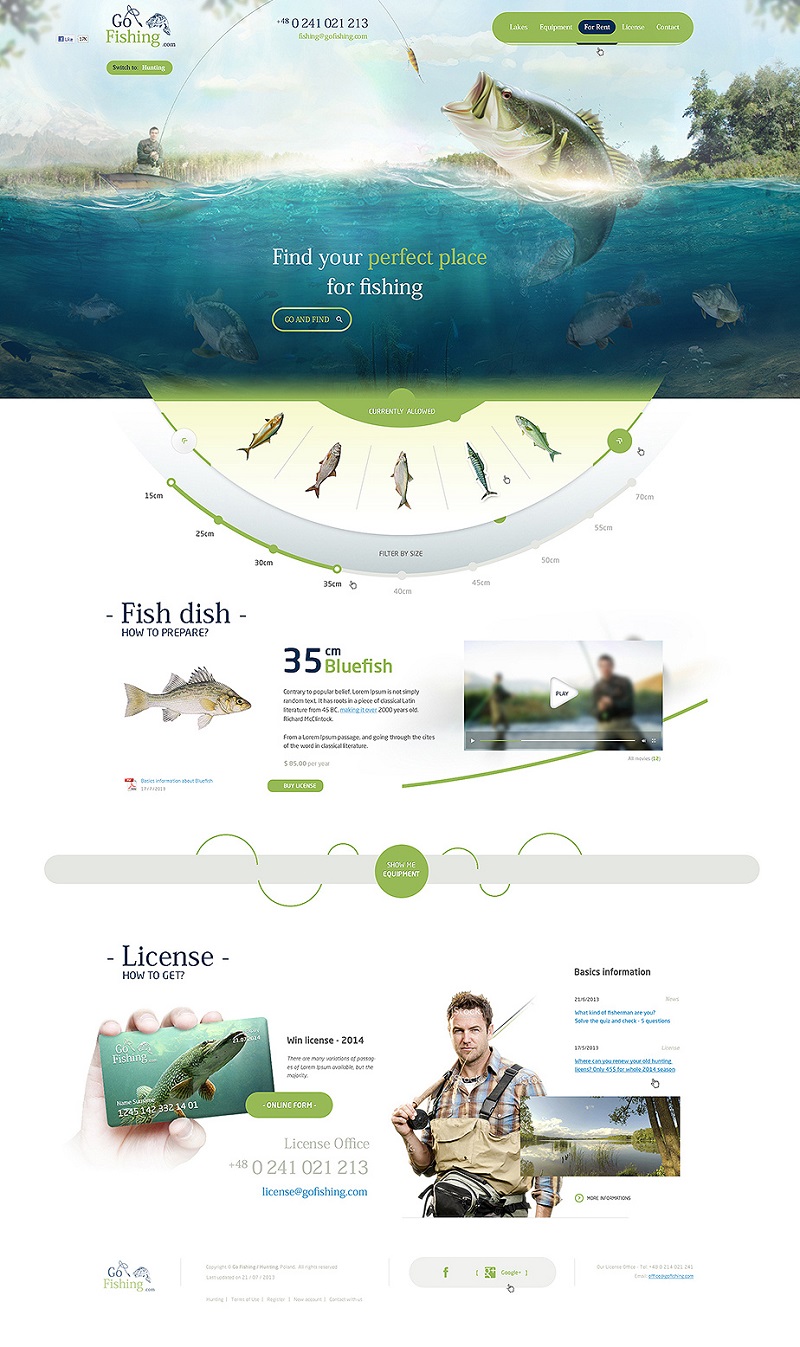 Go
Fishing.com
Like 17K
Switch to: Hunting
+48 0 241 021 213
fishing@gofishing.com
Lakes Equipment For Rent License Contact
Find your perfect place
for fishing
GO AND FIND
CURRENTLY ALLOWED
15cm
25cm
30cm
35cm
40cm
45cm
50cm
55cm
70cm
FILTER BY SIZE
- Fish dish -
HOW TO PREPARE?
35 cm
Bluefish
Contrary to popular belief, Lorem Ipsum is not simply
random text. It has roots in a piece of classical Latin
literature from 45 BC, making it over 2000 years old.
Richard McClintock.
From a Lorem Ipsum passage, and going through the cites
of the word in classical literature.
$ 85,00 per year
BUY LICENSE
Basics information about Bluefish
PLAY
All movies (12)
SHOW ME
EQUIPMENT
- License -
HOW TO GET?
Go
Fishing.com
Name Surname
1245 142 332 14 01
Win license - 2014
There are many variations of passag-
es of Lorem Ipsum available, but the
majority.
- ONLINE FORM -
License Office
+48 0 241 021 213
license@gofishing.com
Basics information
21/6/2013 News
What kind of fisherman are you?
Solve the quiz and check - 5 questions
17/5/2013 License
Where can you renew your old hunting
licens? Only 45$ for whole 2014 season
MORE INFORMATIONS
Go
Fishing.com
Copyright © Go Fishing / Hunting, Poland. All rights reserved
Last updated on 21 / 07 / 2013
Hunting | Terms of Use | Register | New account | Contact with us
f [ Google+ ]
Our License Office - Tel: +48 0 214 021 241
Email: office@gofishing.com